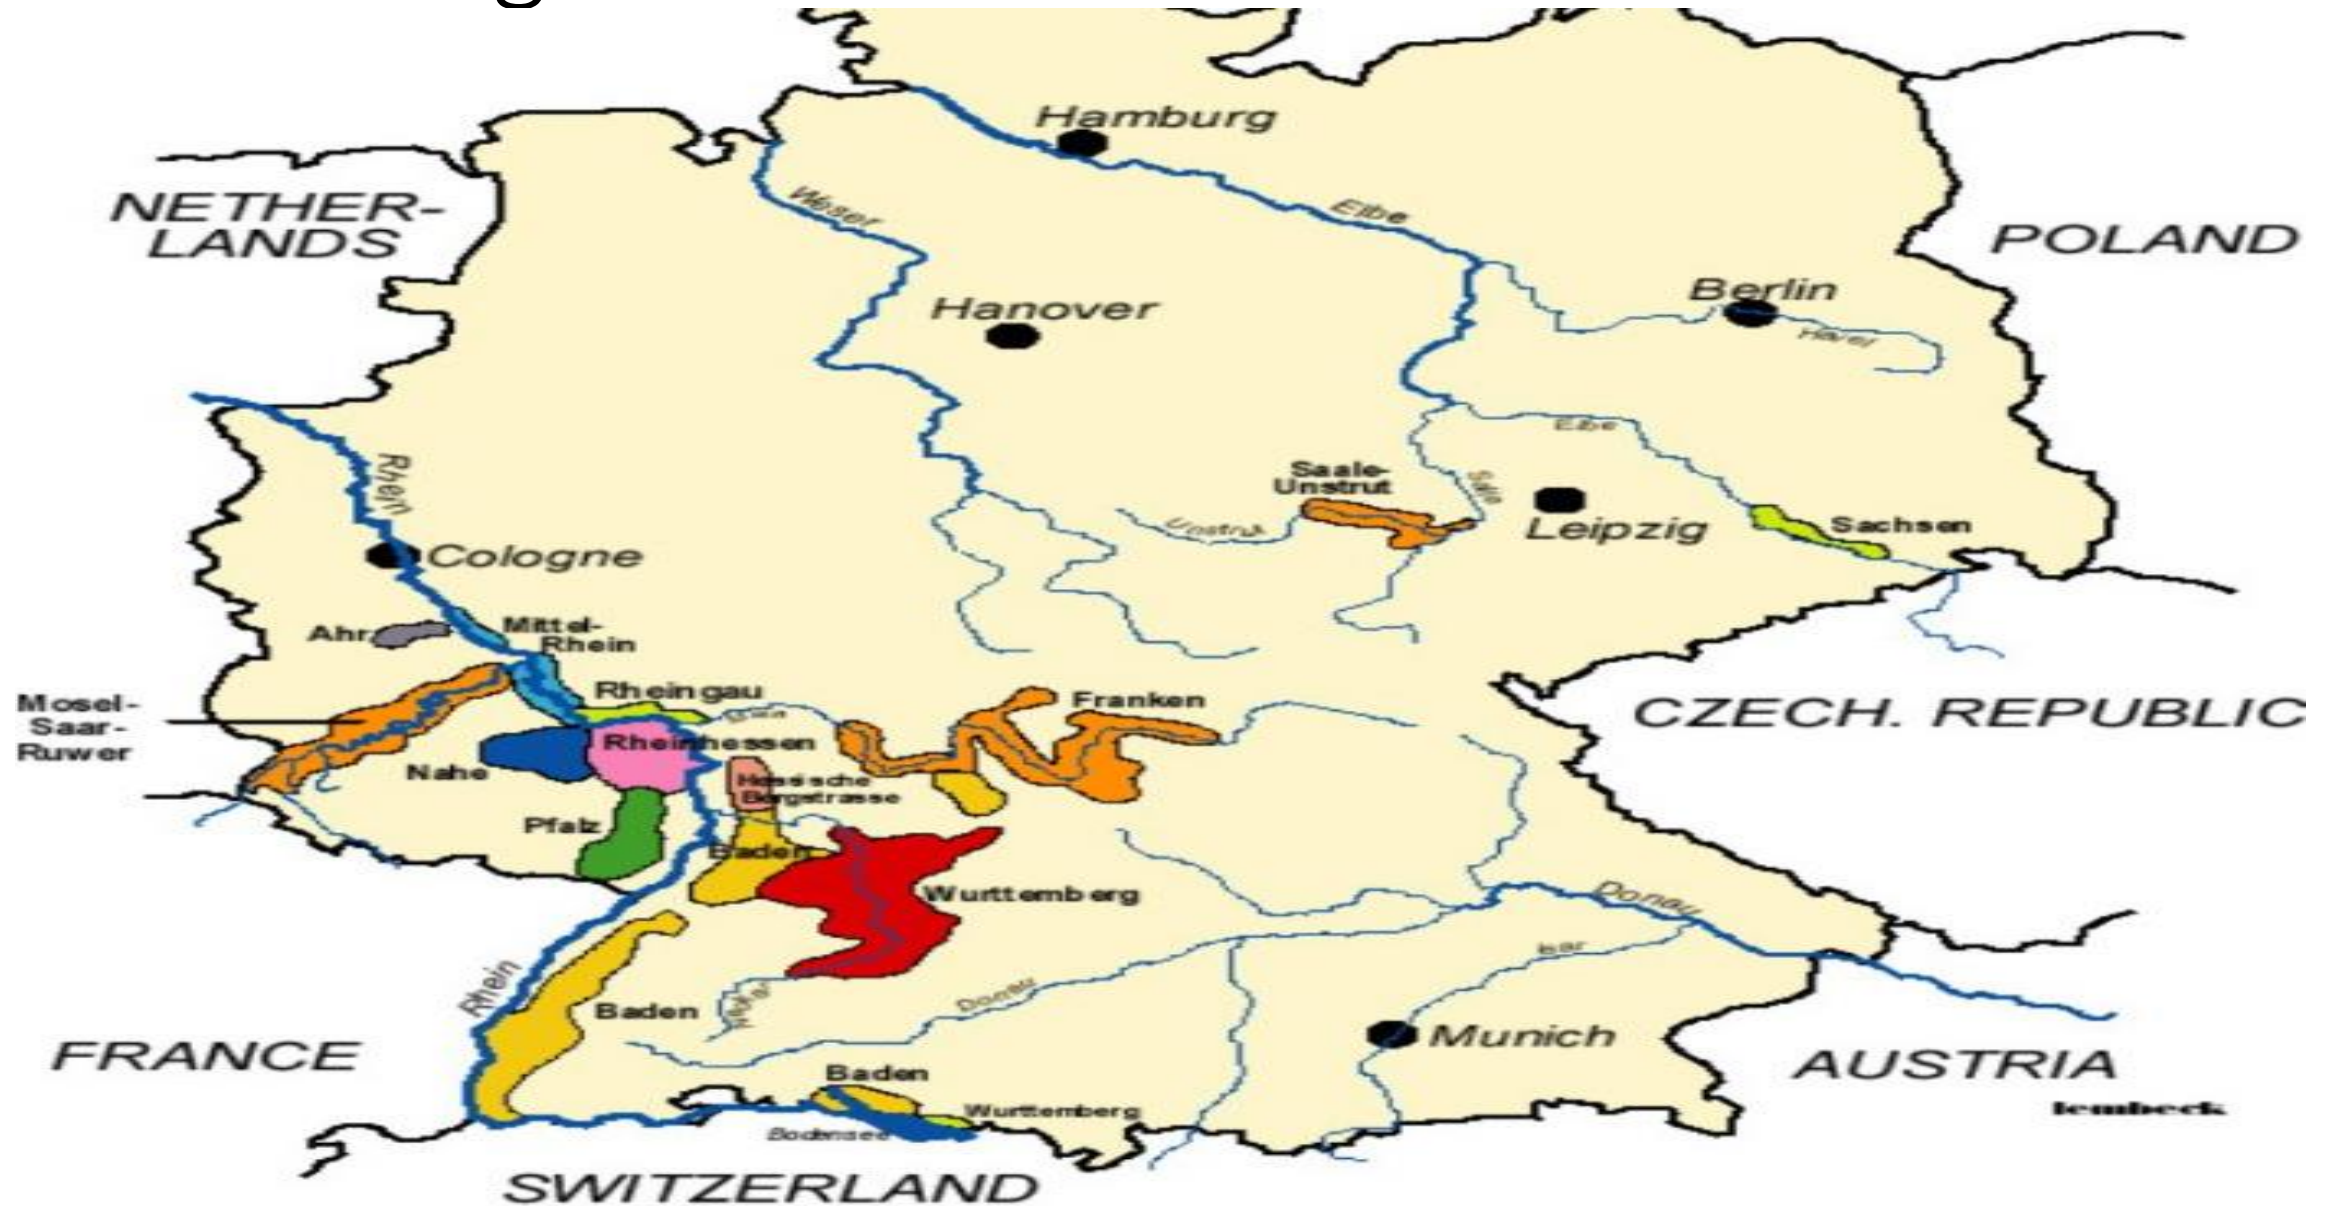 Hamburg
NETHER-
LANDS
Weser
Elbe
POLAND
Berlin
Hanover
Havel
Elbe
Rhein
Saale-
Unstrut
Leipzig
Unstrut
Sachsen
Cologne
Ahr
Mittel-
Rhein
Mosel-
Saar-
Ruwer
Rheingau
Franken
CZECH. REPUBLIC
Rheinhessen
Nahe
Hessische
Bergstrasse
Pfalz
Baden
Wurttemberg
Donau
Isar
Rhein
Donau
Baden
Munich
FRANCE
AUSTRIA
Baden
Wurttemberg
lembeck
Bodensee
SWITZERLAND